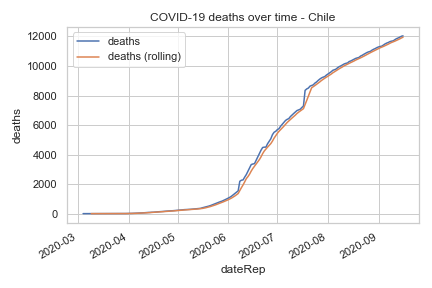 COVID-19 deaths over time - Chile
deaths
deaths (rolling)
12000
10000
8000
6000
4000
2000
0
deaths
2020-03
2020-04
2020-05
2020-06
2020-07
2020-08
2020-09
dateRep